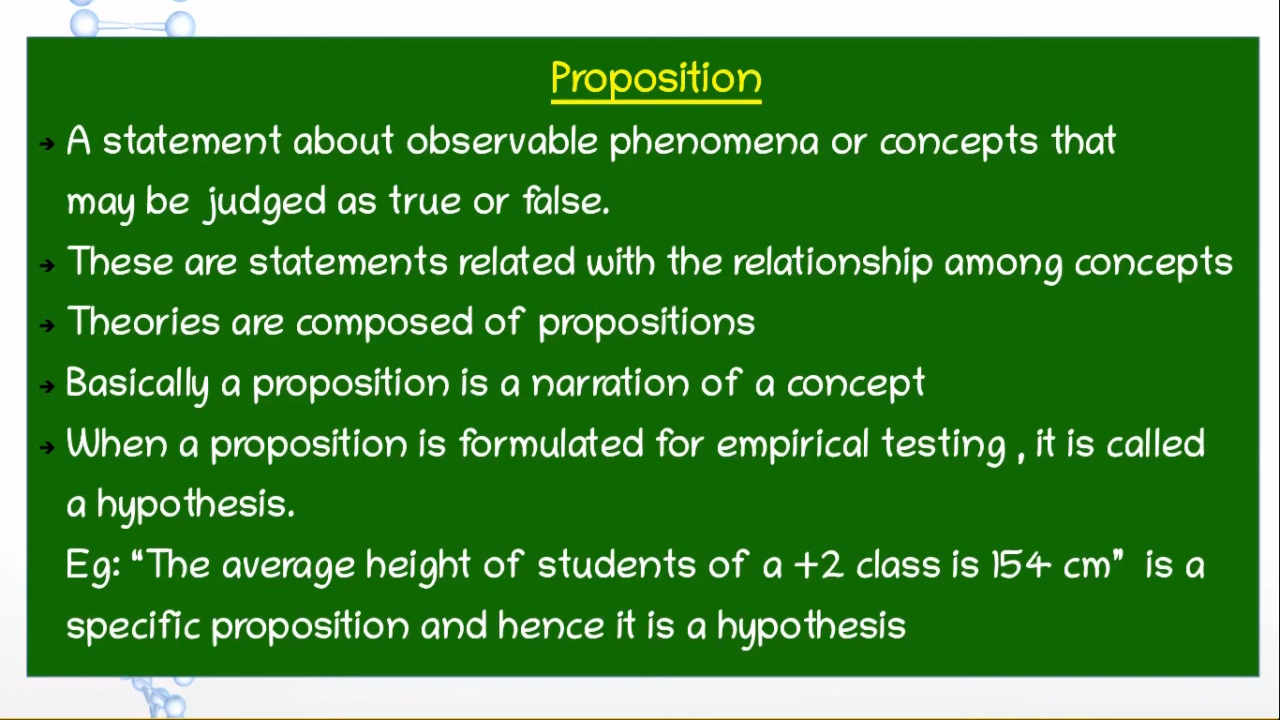 Proposition
→ A statement about observable phenomena or concepts that
may be judged as true or false.
→ These are statements related with the relationship among concepts
→ Theories are composed of propositions
→ Basically a proposition is a narration of a concept
→ When a proposition is formulated for empirical testing , it is called
a hypothesis.
Eg: “The average height of students of a +2 class is 154 cm” is a
specific proposition and hence it is a hypothesis